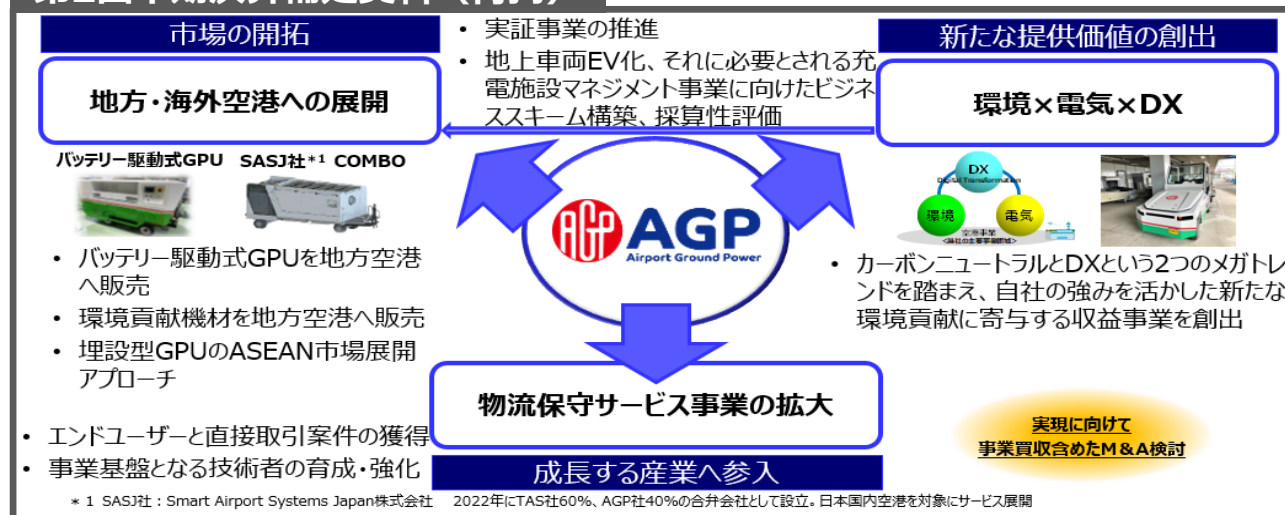 市場の開拓
地方・海外空港への展開
バッテリー駆動式GPU SASJ社*1 COMBO
• バッテリー駆動式GPUを地方空港
へ販売
• 環境貢献機材を地方空港へ販売
• 埋設型GPUのASEAN市場展開
アプローチ
• 実証事業の推進
• 地上車両EV化、それに必要とされる充
電施設マネジメント事業に向けたビジネ
ススキーム構築、採算性評価
AGP AGP
Airport Ground Power
新たな提供価値の創出
環境×電気×DX
DX
Digital Transformation
環境 電気
空港事業
• カーボンニュートラルとDXという2つのメガトレ
ンドを踏まえ、自社の強みを活かした新たな
環境貢献に寄与する収益事業を創出
物流保守サービス事業の拡大
成長する産業へ参入
• エンドユーザーと直接取引案件の獲得
• 事業基盤となる技術者の育成・強化
実現に向けて
事業買収含めたM&A検討
*1 SASJ社:Smart Airport Systems Japan株式会社 2022年にTAS社60%、AGP社40%の合弁会社として設立。日本国内空港を対象にサービス展開